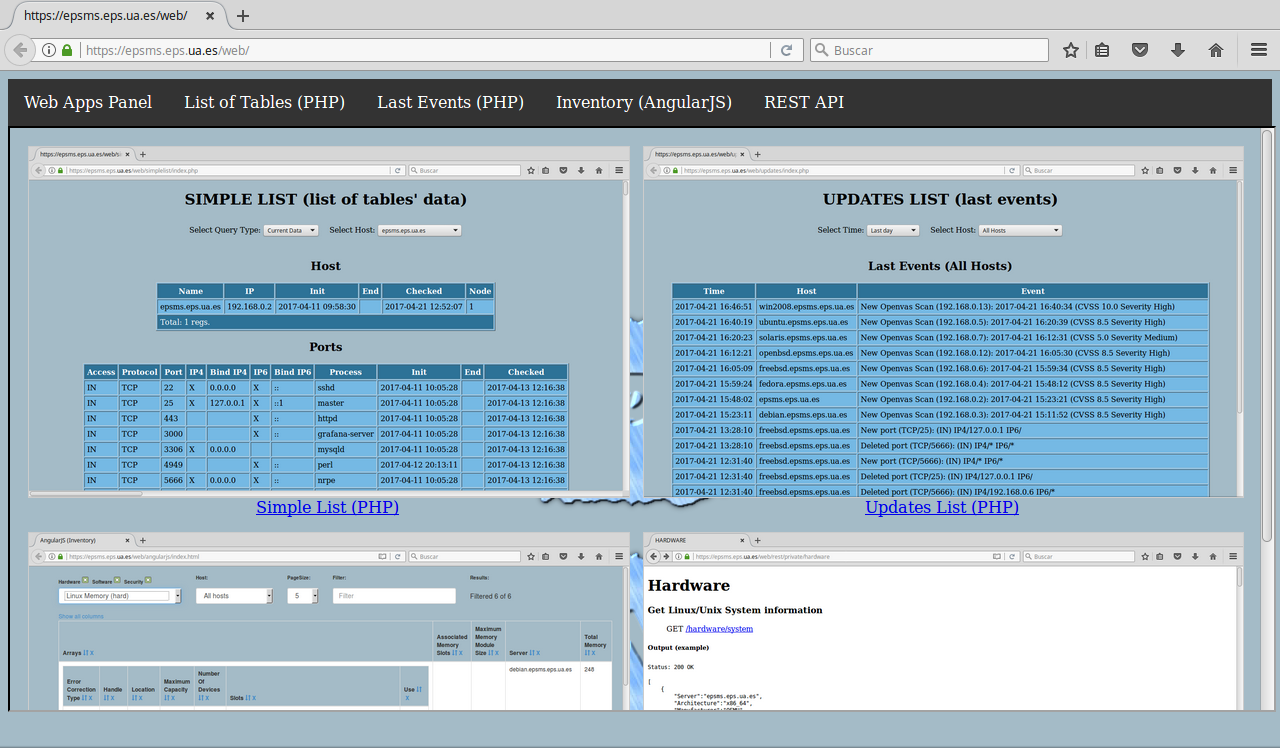 https://epsms.eps.ua.es/web/
https://epsms.eps.ua.es/web/
Buscar
Web Apps Panel List of Tables (PHP) Last Events (PHP) Inventory (AngularJS) REST API
https://epsms.eps.ua.es/web/si
https://epsms.eps.ua.es/web/simplelist/index.php
Buscar
SIMPLE LIST (list of tables' data)
Select Query Type: Current Data Select Host: epsms.eps.ua.es
Host
Name IP Init End Checked Node
epsms.eps.ua.es 192.168.0.2 2017-04-11 09:58:30 2017-04-21 12:52:07 1
Total: 1 regs.
Ports
Access Protocol Port IP4 Bind IP4 IP6 Bind IP6 Process Init End Checked
IN TCP 22 X 0.0.0.0 X :: sshd 2017-04-11 10:05:28 2017-04-13 12:16:38
IN TCP 25 X 127.0.0.1 X ::1 master 2017-04-11 10:05:28 2017-04-13 12:16:38
IN TCP 443 X :: httpd 2017-04-11 10:05:28 2017-04-13 12:16:38
IN TCP 3000 X :: grafana-server 2017-04-11 10:05:28 2017-04-13 12:16:38
IN TCP 3306 X 0.0.0.0 mysqld 2017-04-11 10:05:28 2017-04-13 12:16:38
IN TCP 4949 X :: perl 2017-04-12 20:13:11 2017-04-13 12:16:38
IN TCP 5666 X 0.0.0.0 X :: nrpe 2017-04-11 10:05:28 2017-04-13 12:16:38
Simple List (PHP)
https://epsms.eps.ua.es/web/up
https://epsms.eps.ua.es/web/updates/index.php
Buscar
UPDATES LIST (last events)
Select Time: Last day Select Host: All Hosts
Last Events (All Hosts)
Time Host Event
2017-04-21 16:46:51 win2008.epsms.eps.ua.es New Openvas Scan (192.168.0.13): 2017-04-21 16:40:34 (CVSS 10.0 Severity High)
2017-04-21 16:40:19 ubuntu.epsms.eps.ua.es New Openvas Scan (192.168.0.5): 2017-04-21 16:20:39 (CVSS 8.5 Severity High)
2017-04-21 16:20:23 solaris.epsms.eps.ua.es New Openvas Scan (192.168.0.7): 2017-04-21 16:12:31 (CVSS 5.0 Severity Medium)
2017-04-21 16:12:21 openbsd.epsms.eps.ua.es New Openvas Scan (192.168.0.12): 2017-04-21 16:05:30 (CVSS 8.5 Severity High)
2017-04-21 16:05:09 freebsd.epsms.eps.ua.es New Openvas Scan (192.168.0.6): 2017-04-21 15:59:34 (CVSS 8.5 Severity High)
2017-04-21 15:59:24 fedora.epsms.eps.ua.es New Openvas Scan (192.168.0.4): 2017-04-21 15:48:12 (CVSS 8.5 Severity High)
2017-04-21 15:48:02 epsms.eps.ua.es New Openvas Scan (192.168.0.2): 2017-04-21 15:23:21 (CVSS 8.5 Severity High)
2017-04-21 15:23:11 debian.epsms.eps.ua.es New Openvas Scan (192.168.0.3): 2017-04-21 15:11:52 (CVSS 8.5 Severity High)
2017-04-21 13:28:10 freebsd.epsms.eps.ua.es New port (TCP/25): (IN) IP4/127.0.0.1 IP6/
2017-04-21 13:28:10 freebsd.epsms.eps.ua.es Deleted port (TCP/5666): (IN) IP4/* IP6/*
2017-04-21 12:31:40 freebsd.epsms.eps.ua.es New port (TCP/5666): (IN) IP4/* IP6/*
2017-04-21 12:31:40 freebsd.epsms.eps.ua.es Deleted port (TCP/25): (IN) IP4/127.0.0.1 IP6/
2017-04-21 12:31:40 freebsd.epsms.eps.ua.es Deleted port (TCP/5666): (IN) IP4/192.168.0.6 IP6/*
Updates List (PHP)
AngularJS (Inventory)
https://epsms.eps.ua.es/web/angularjs/index.html
Buscar
Hardware Software Security Host: PageSize: Filter: Results:
Linux Memory (hard) All hosts 5 Filter Filtered 6 of 6
Show all columns
Arrays Associated Memory Slots Maximum Memory Module Size Server Total Memory
debian.epsms.eps.ua.es 248
Error Correction Type Handle Location Maximum Capacity Number Of Devices Slots Use
HARDWARE
https://epsms.eps.ua.es/web/rest/private/hardware
Buscar
Hardware
Get Linux/Unix System information
GET /hardware/system
Output (example)
Status: 200 OK
[
{
"Server":"epsms.eps.ua.es",
"Architecture":"x86_64",